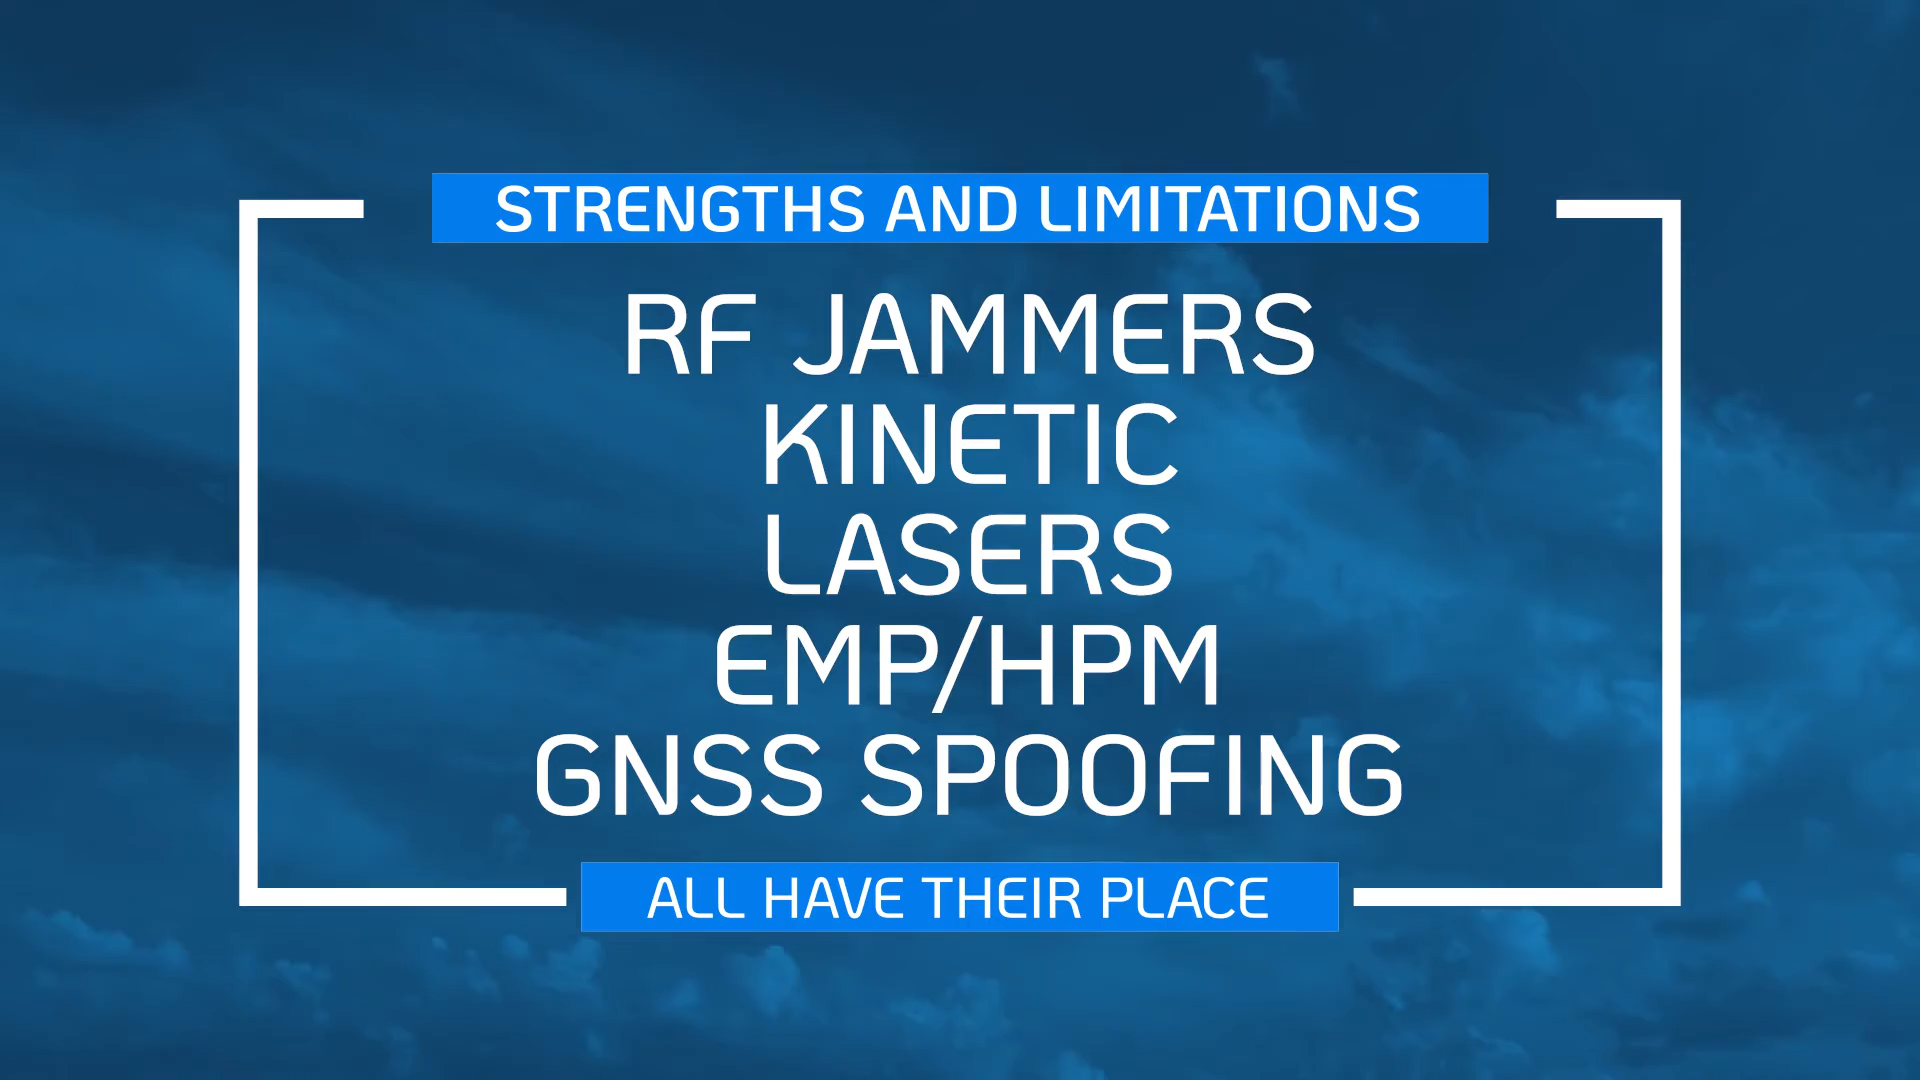 STRENGTHS AND LIMITATIONS
RF JAMMERS
KINETIC
LASERS
EMP/HPM
GNSS SPOOFING
ALL HAVE THEIR PLACE